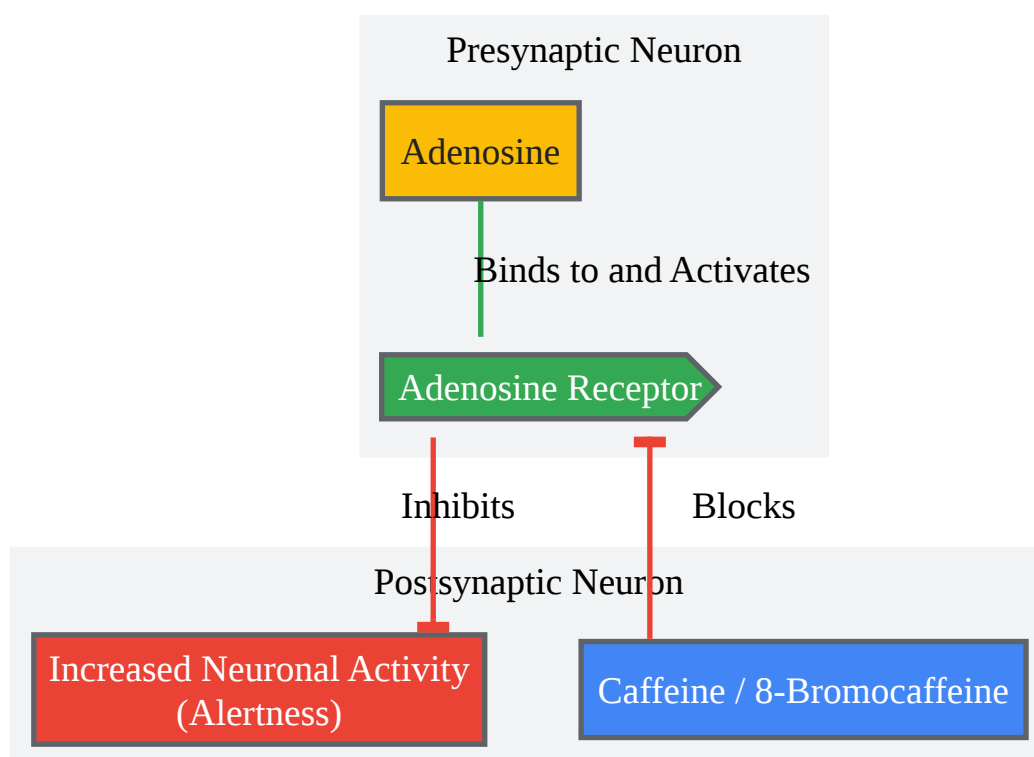 Presynaptic Neuron
Adenosine
Binds to and Activates
Adenosine Receptor
Inhibits
Blocks
Postsynaptic Neuron
Increased Neuronal Activity
(Alertness)
Caffeine / 8-Bromocaffeine